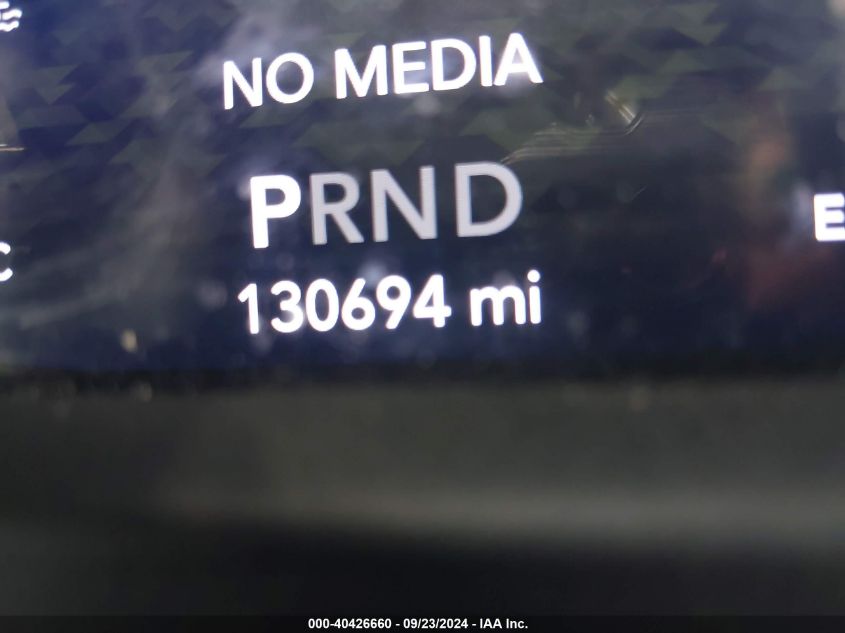 NO MEDIA
PRND
E
C
130694 mi
000-40426660 - 09/23/2024 - IAA Inc.